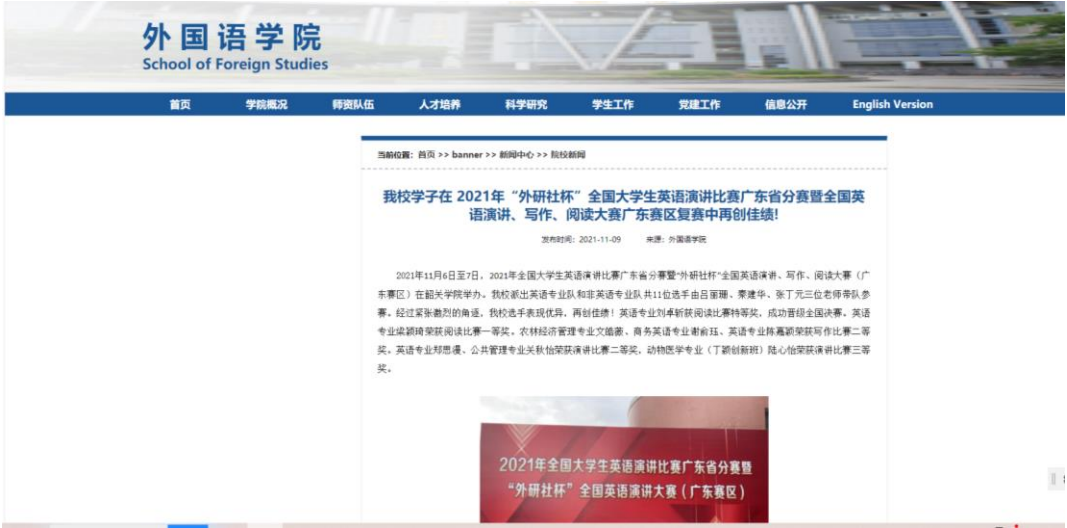 外国语学院
School of Foreign Studies
首页 学院概况 师资队伍 人才培养 科学研究 学生工作 党建工作 信息公开 English Version
当前位置：首页 >> banner >> 新闻中心 >> 院校新闻
我校学子在 2021年“外研社杯”全国大学生英语演讲比赛广东省分赛暨全国英
语演讲、写作、阅读大赛广东赛区复赛中再创佳绩!
发布时间：2021-11-09 来源：外国语学院
2021年11月6日至7日，2021年全国大学生英语演讲比赛广东省分赛暨“外研社杯”全国英语演讲、写作、阅读大赛（广
东赛区）在韶关学院举办。我校派出英语专业队和非英语专业队共11位选手由吕丽珊、秦建华、张丁元三位老师带队参
赛。经过紧张激烈的角逐，我校选手表现优异，再创佳绩！英语专业刘卓昕获阅读比赛特等奖，成功晋级全国决赛。英语
专业梁颖琦荣获阅读比赛一等奖。农林经济管理专业文皓薇、商务英语专业谢俞珏、英语专业陈嘉颖荣获写作比赛二等
奖。英语专业郑思漫、公共管理专业关秋怡荣获演讲比赛二等奖，动物医学专业（丁颖创新班）陆心怡荣获演讲比赛三等
奖。
2021年全国大学生英语演讲比赛广东省分赛暨
“外研社杯”全国英语演讲大赛（广东赛区）